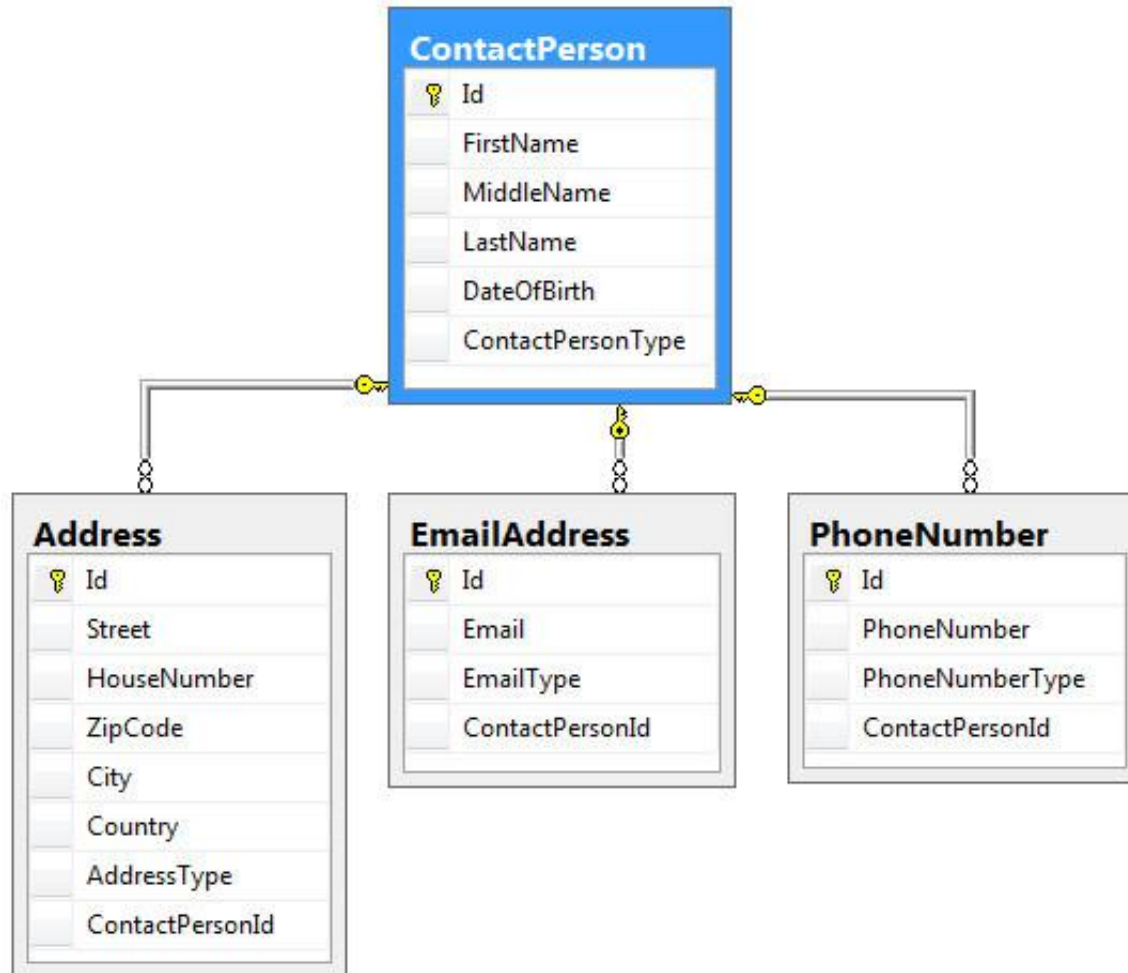 ContactPerson
Id
FirstName
MiddleName
LastName
DateOfBirth
ContactPersonType
Address
Id
Street
HouseNumber
ZipCode
City
Country
AddressType
ContactPersonId
EmailAddress
Id
Email
EmailType
ContactPersonId
PhoneNumber
Id
PhoneNumber
PhoneNumberType
ContactPersonId